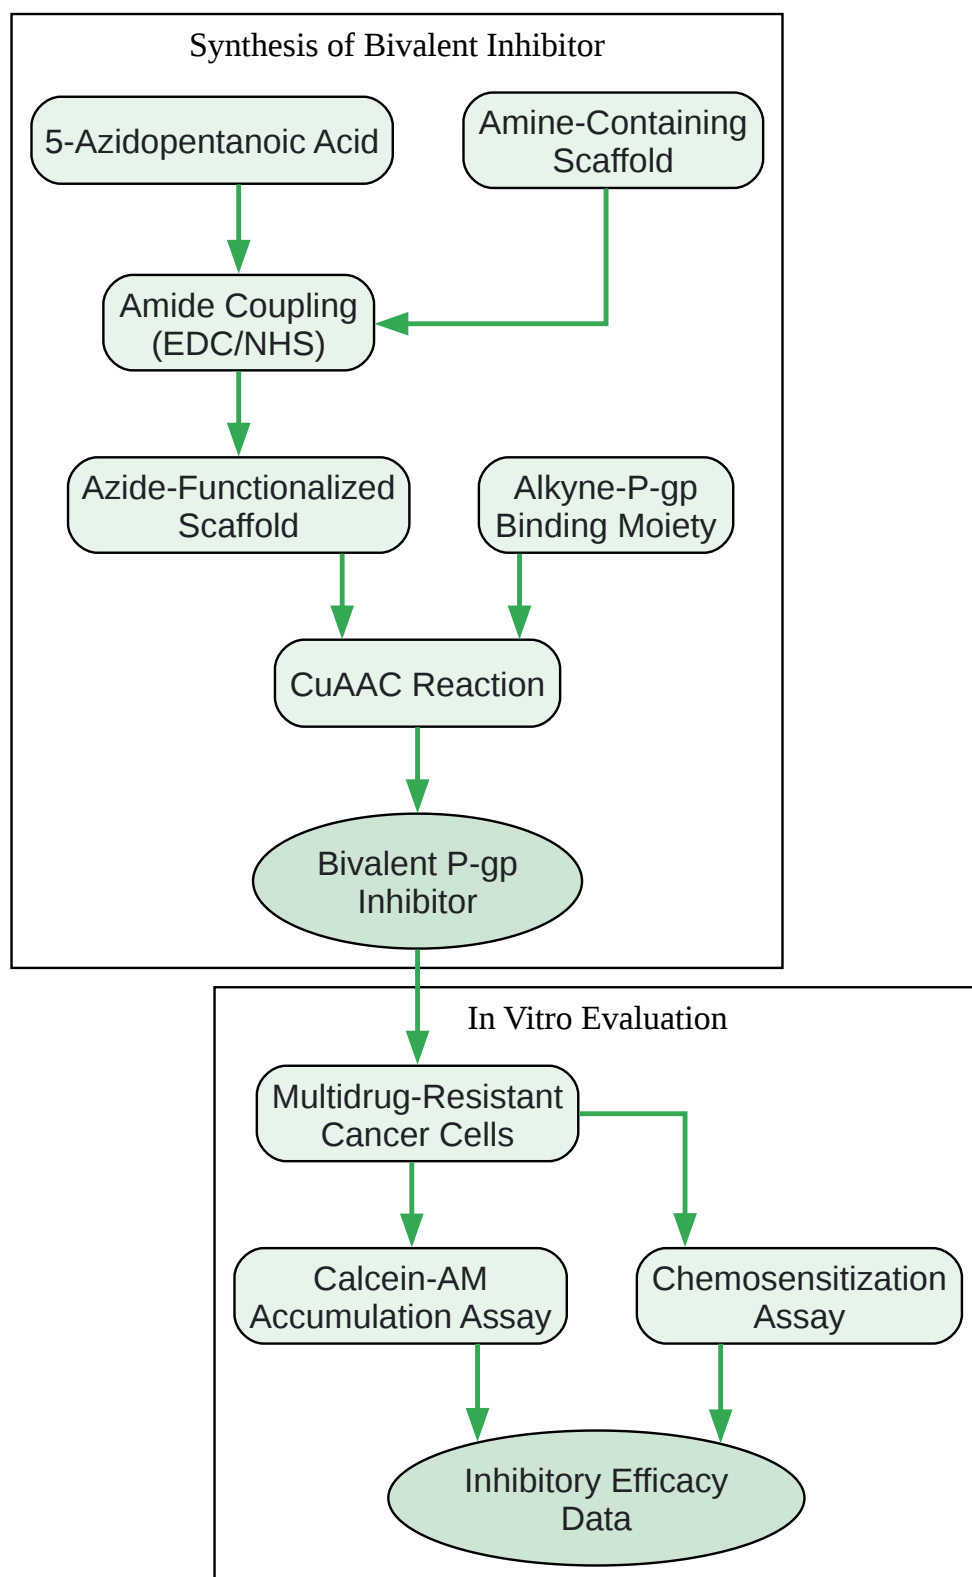 Synthesis of Bivalent Inhibitor
5-Azidopentanoic Acid
Amine-Containing
Scaffold
Amide Coupling
(EDC/NHS)
Azide-Functionalized
Scaffold
Alkyne-P-gp
Binding Moiety
CuAAC Reaction
Bivalent P-gp
Inhibitor
In Vitro Evaluation
Multidrug-Resistant
Cancer Cells
Calcein-AM
Accumulation Assay
Chemosensitization
Assay
Inhibitory Efficacy
Data